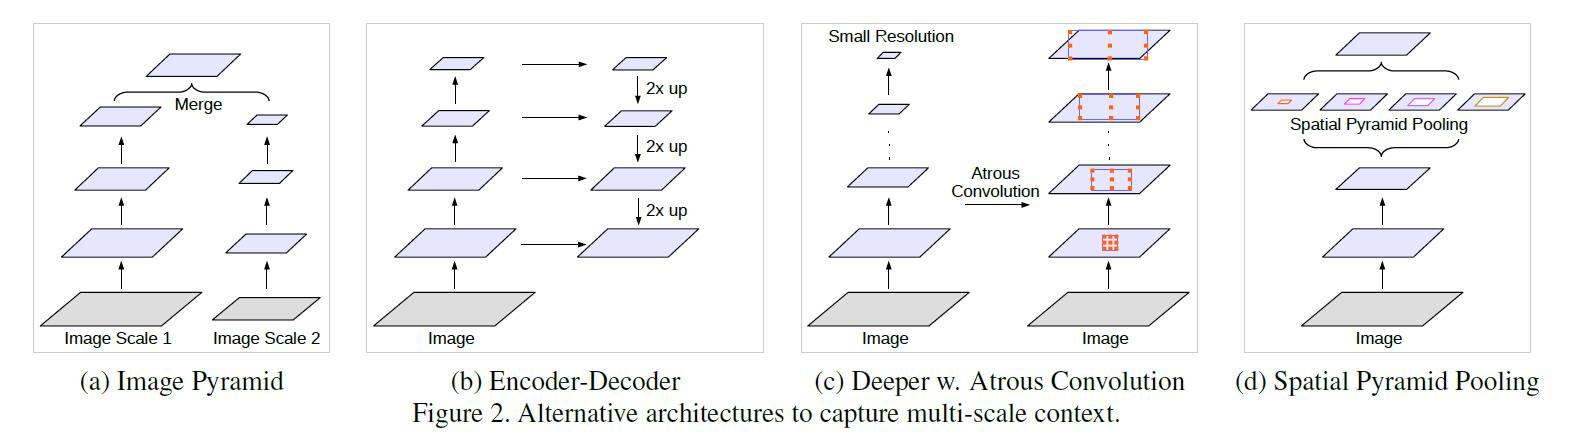 Merge
Image Scale 1
Image Scale 2
(a) Image Pyramid
2x up
2x up
2x up
Image
(b) Encoder-Decoder
Small Resolution
Atrous
Convolution
Image
Image
(c) Deeper w. Atrous Convolution
Spatial Pyramid Pooling
Image
(d) Spatial Pyramid Pooling
Figure 2. Alternative architectures to capture multi-scale context.